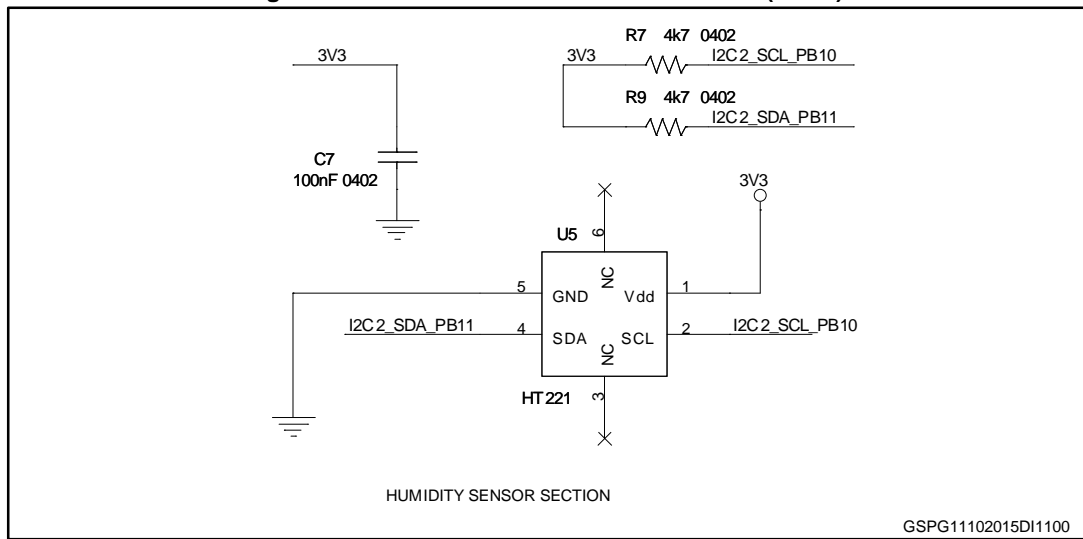 3V3
R7 4k7 0402
3V3 I2C2_SCL_PB10
R9 4k7 0402
I2C2_SDA_PB11
C7
100nF 0402
3V3
U5
6
NC
5 GND Vdd 1
I2C2_SDA_PB11 4 SDA SCL 2 I2C2_SCL_PB10
NC
HT221 3
HUMIDITY SENSOR SECTION
GSPG11102015DI1100